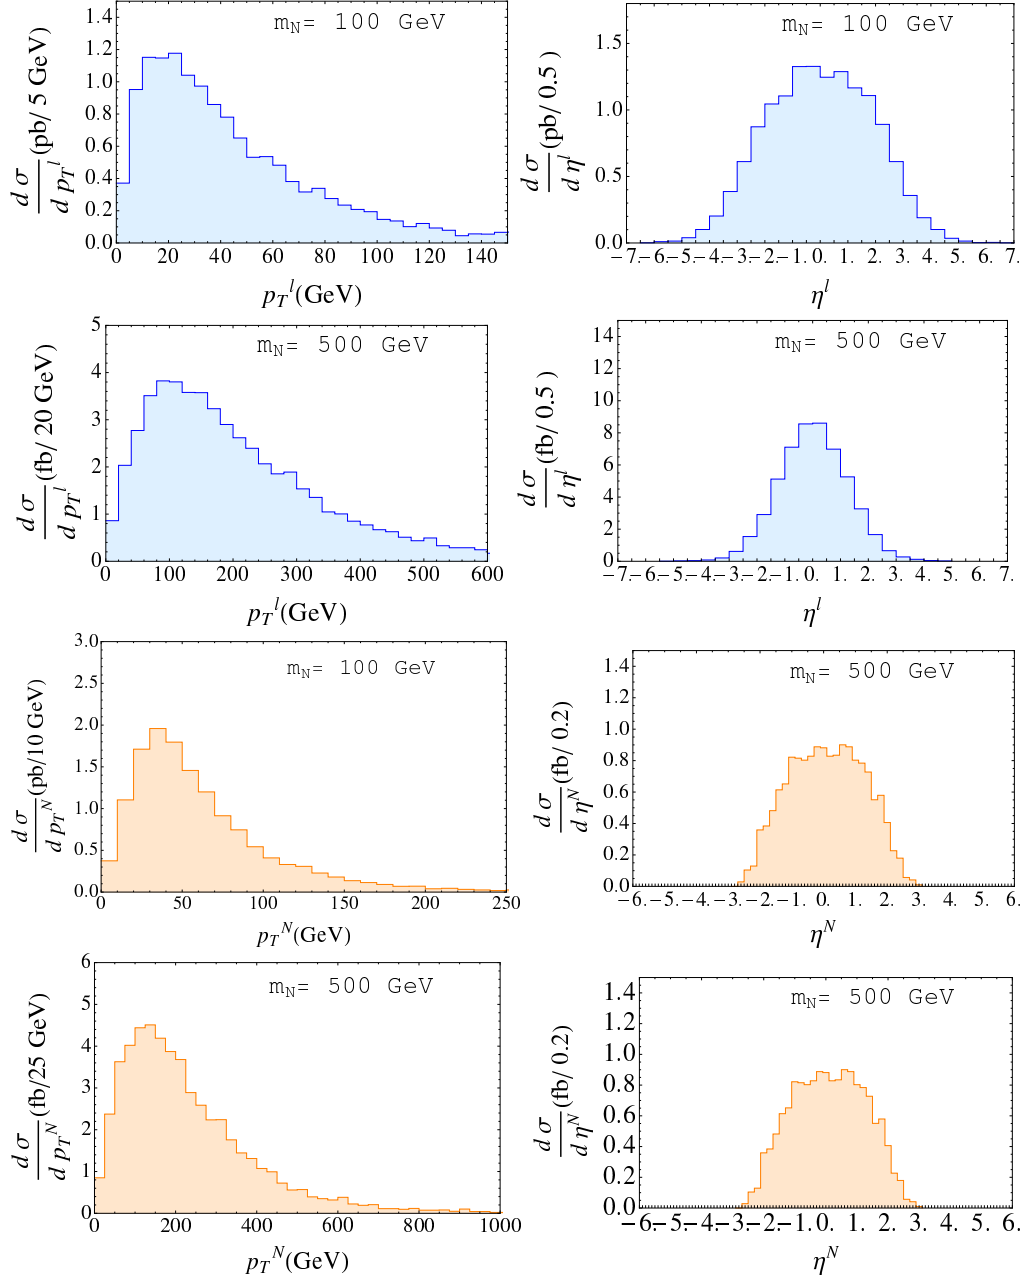 m_N= 100 GeV
dσ/dp_T^l (pb/ 5 GeV)
1.4
1.2
1.0
0.8
0.6
0.4
0.2
0.0
0 20 40 60 80 100 120 140
p_T^l(GeV)
m_N= 100 GeV
dσ/dη^l (pb/ 0.5 )
1.5
1.0
0.5
0.0
−7.−6.−5.−4.−3.−2.−1. 0. 1. 2. 3. 4. 5. 6. 7.
η^l
m_N= 500 GeV
dσ/dp_T^l (fb/ 20 GeV)
5
4
3
2
1
0
0 100 200 300 400 500 600
p_T^l(GeV)
m_N= 500 GeV
dσ/dη^l (fb/ 0.5 )
14
12
10
8
6
4
2
0
−7.−6.−5.−4.−3.−2.−1. 0. 1. 2. 3. 4. 5. 6. 7.
η^l
m_N= 100 GeV
dσ/dp_T^N (pb/10 GeV)
3.0
2.5
2.0
1.5
1.0
0.5
0.0
0 50 100 150 200 250
p_T^N(GeV)
m_N= 500 GeV
dσ/dη^N (fb/ 0.2)
1.4
1.2
1.0
0.8
0.6
0.4
0.2
0.0
−6.−5.−4.−3.−2.−1. 0. 1. 2. 3. 4. 5. 6.
η^N
m_N= 500 GeV
dσ/dp_T^N (fb/25 GeV)
6
5
4
3
2
1
0
0 200 400 600 800 1000
p_T^N(GeV)
m_N= 500 GeV
dσ/dη^N (fb/ 0.2)
1.4
1.2
1.0
0.8
0.6
0.4
0.2
0.0
−6.−5.−4.−3.−2.−1. 0. 1. 2. 3. 4. 5. 6.
η^N